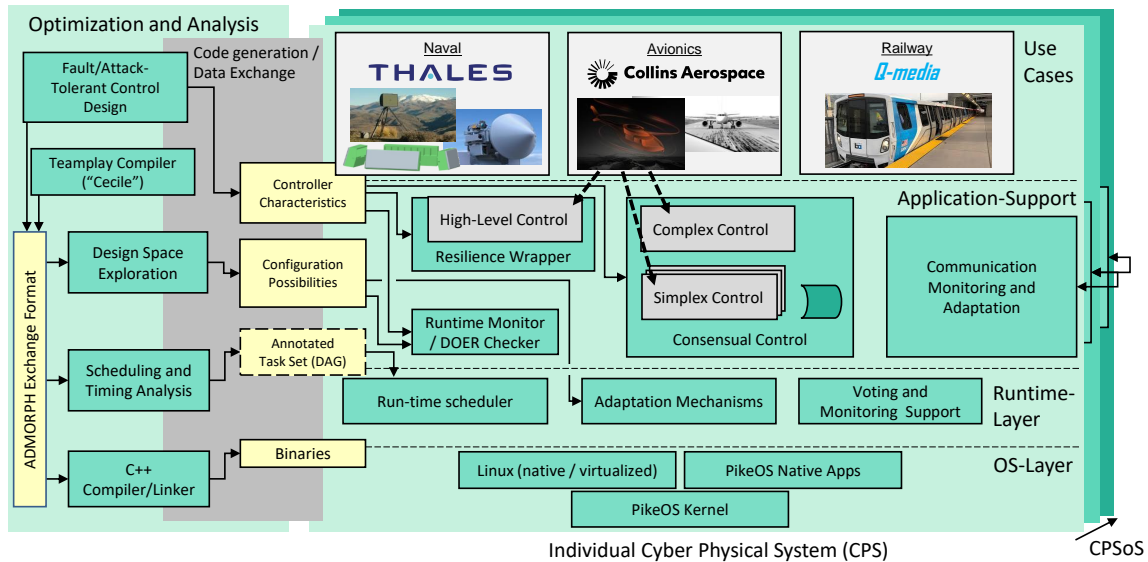 Optimization and Analysis
Code generation /
Data Exchange
Fault/Attack-
Tolerant Control
Design
Teamplay Compiler
(“Cecile”)
ADMORPH Exchange Format
Design Space
Exploration
Scheduling and
Timing Analysis
C++
Compiler/Linker
Controller
Characteristics
Configuration
Possibilities
Annotated
Task Set (DAG)
Binaries
Naval
THALES
Avionics
Collins Aerospace
Railway
Q-media
Use
Cases
Application-Support
High-Level Control
Resilience Wrapper
Complex Control
Simplex Control
Consensual Control
Communication
Monitoring and
Adaptation
Runtime Monitor
/ DOER Checker
Run-time scheduler
Adaptation Mechanisms
Voting and
Monitoring Support
Runtime-
Layer
Linux (native / virtualized)
PikeOS Native Apps
PikeOS Kernel
OS-Layer
Individual Cyber Physical System (CPS)
CPSoS